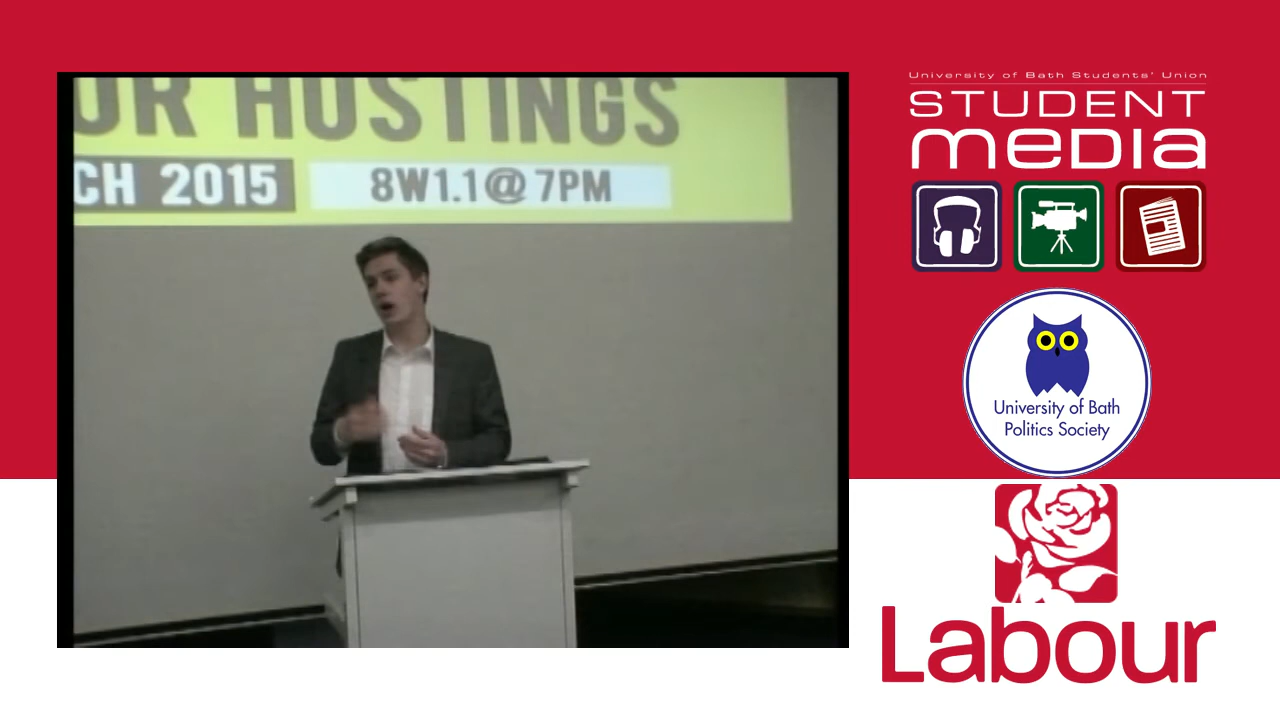 OR HOSTINGS
CH 2015
8W1.1@7PM
University of Bath Students' Union
STUDENT
MEDIA
University of Bath
Politics Society
Labour